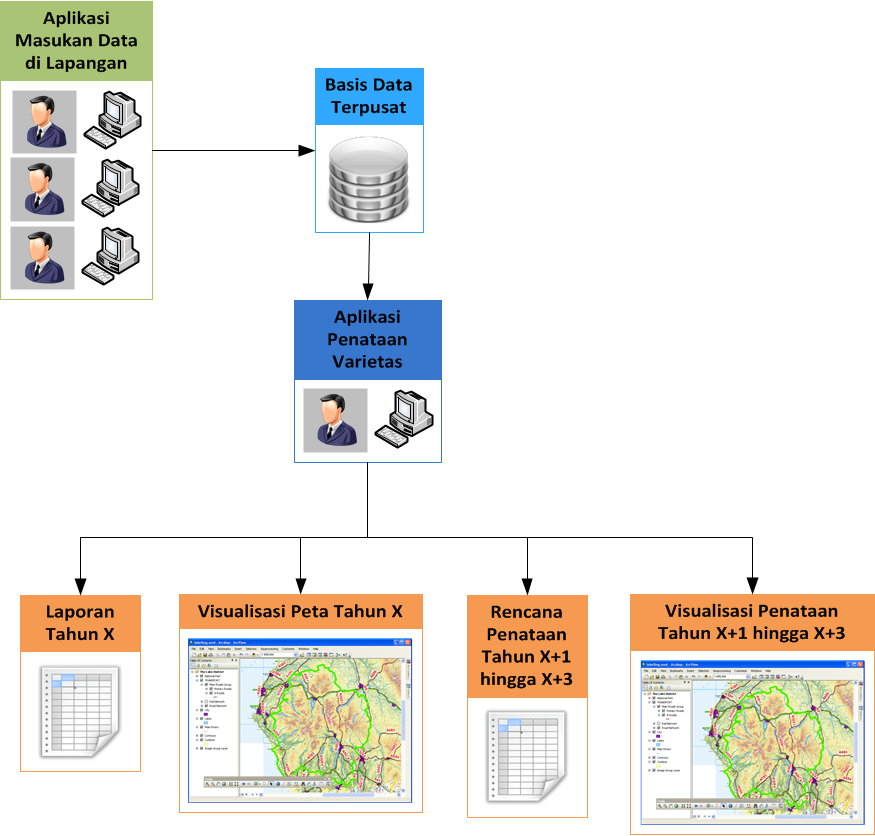 Aplikasi
Masukan Data
di Lapangan
Basis Data
Terpusat
Aplikasi
Penataan
Varietas
Laporan
Tahun X
Visualisasi Peta Tahun X
Rencana
Penataan
Tahun X+1
hingga X+3
Visualisasi Penataan
Tahun X+1 hingga X+3